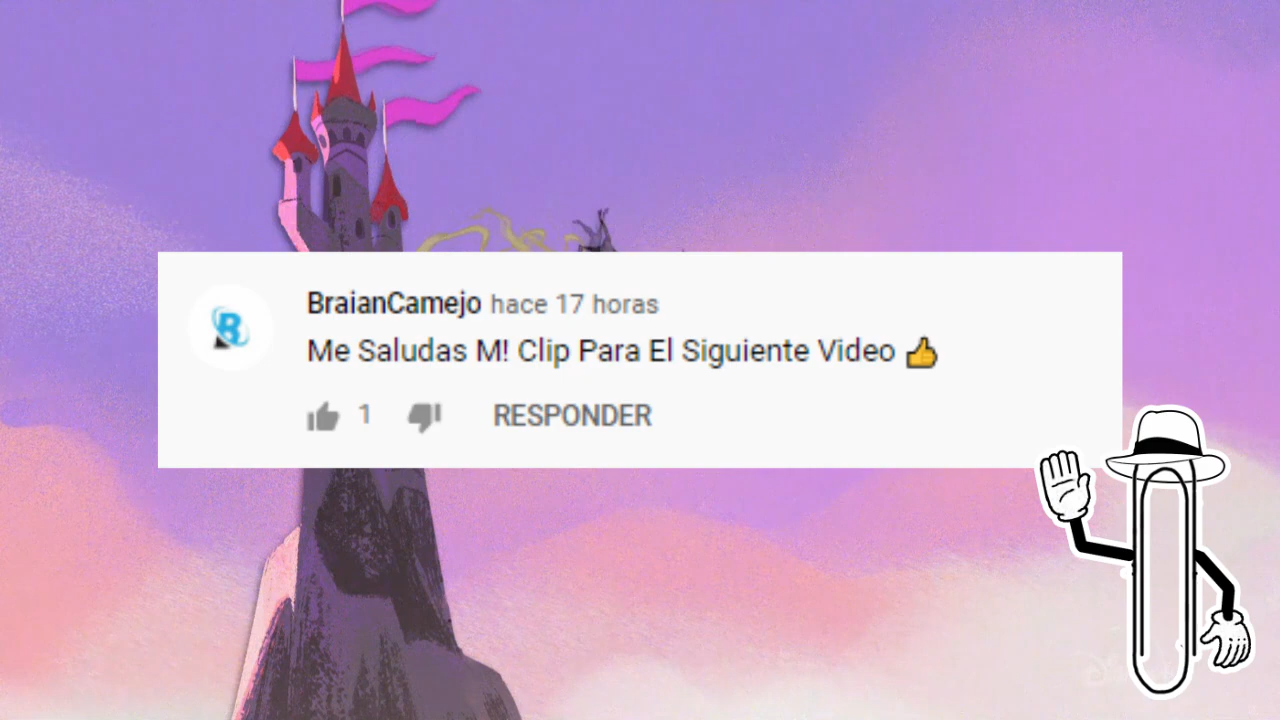 BraianCamejo hace 17 horas
Me Saludas M! Clip Para El Siguiente Video 👍
1 RESPONDER